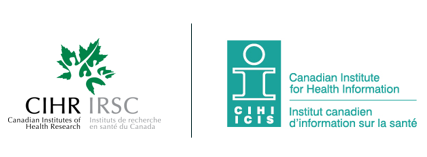 CIHR IRSC
Canadian Institutes of Health Research
Instituts de recherche en santé du Canada
CIHI
ICIS
Canadian Institute
for Health Information
Institut canadien
d'information sur la santé